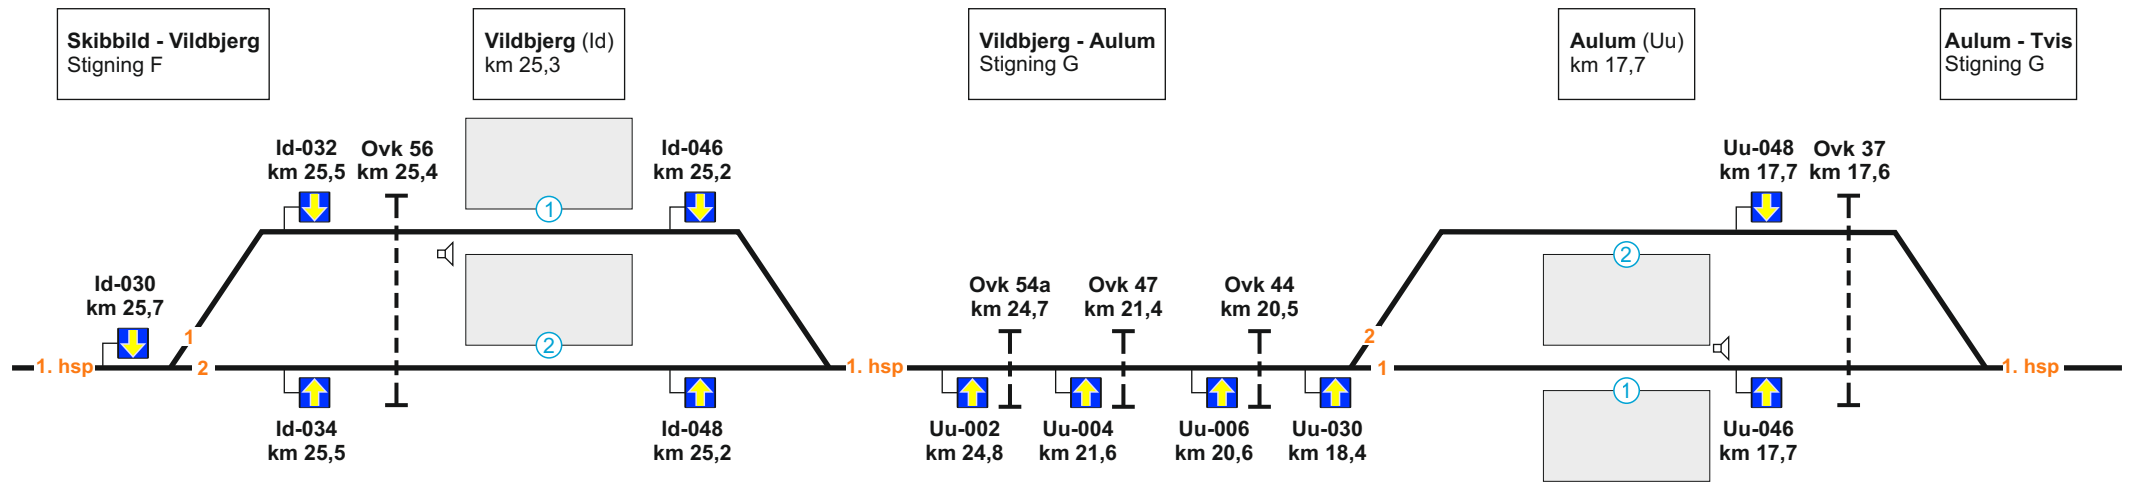 Skibbild - Vildbjerg
Stigning F
Vildbjerg (Id)
km 25,3
Vildbjerg - Aulum
Stigning G
Aulum (Uu)
km 17,7
Aulum - Tvis
Stigning G
Id-032
km 25,5
Ovk 56
km 25,4
Id-046
km 25,2
Uu-048
km 17,7
Ovk 37
km 17,6
1
2
Id-030
km 25,7
Ovk 54a
km 24,7
Ovk 47
km 21,4
Ovk 44
km 20,5
1
2
2
1. hsp
2
1. hsp
1
1. hsp
1
Id-034
km 25,5
Id-048
km 25,2
Uu-002
km 24,8
Uu-004
km 21,6
Uu-006
km 20,6
Uu-030
km 18,4
Uu-046
km 17,7